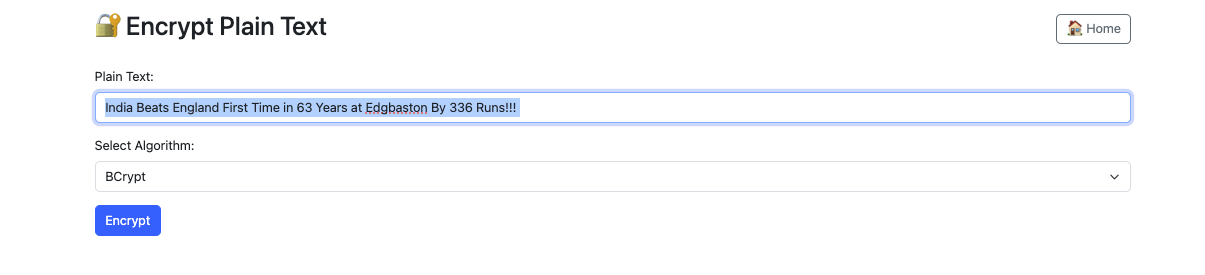 🔐 Encrypt Plain Text
🏠 Home
Plain Text:
India Beats England First Time in 63 Years at Edgbaston By 336 Runs!!!
Select Algorithm:
BCrypt
Encrypt